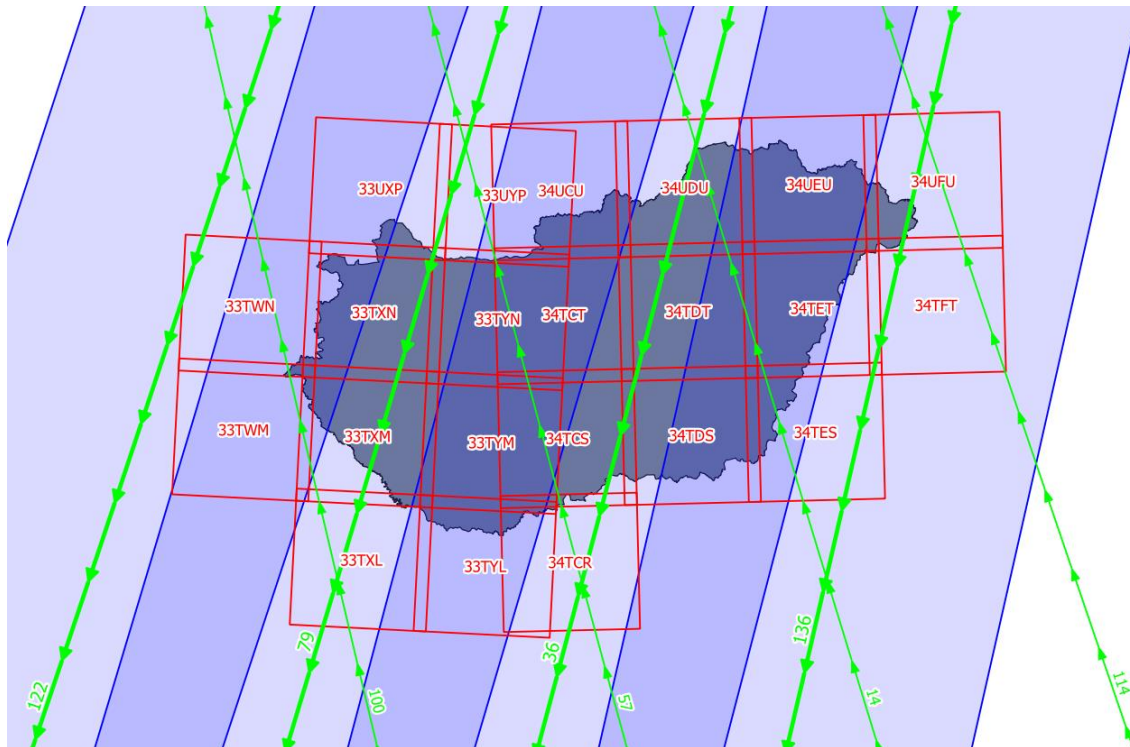 33UXP
33UYP
34UCU
34UDU
34UEU
34UFU
33TWN
33TXN
33TYN
34TCT
34TDT
34TET
34TFT
33TWM
33TXM
33TYM
34TCS
34TDS
34TES
33TXL
33TYL
34TCR
122
79
100
36
57
136
14
114